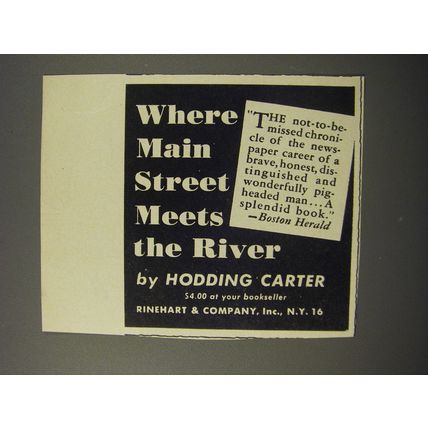 Where
Main
Street
Meets
the River
"THE not-to-be-
missed chroni-
cle of the news-
paper career of a
brave, honest, dis-
tinguished and
wonderfully pig-
headed man...A
splendid book."
—Boston Herald
by HODDING CARTER
$4.00 at your bookseller
RINEHART & COMPANY, Inc., N.Y. 16